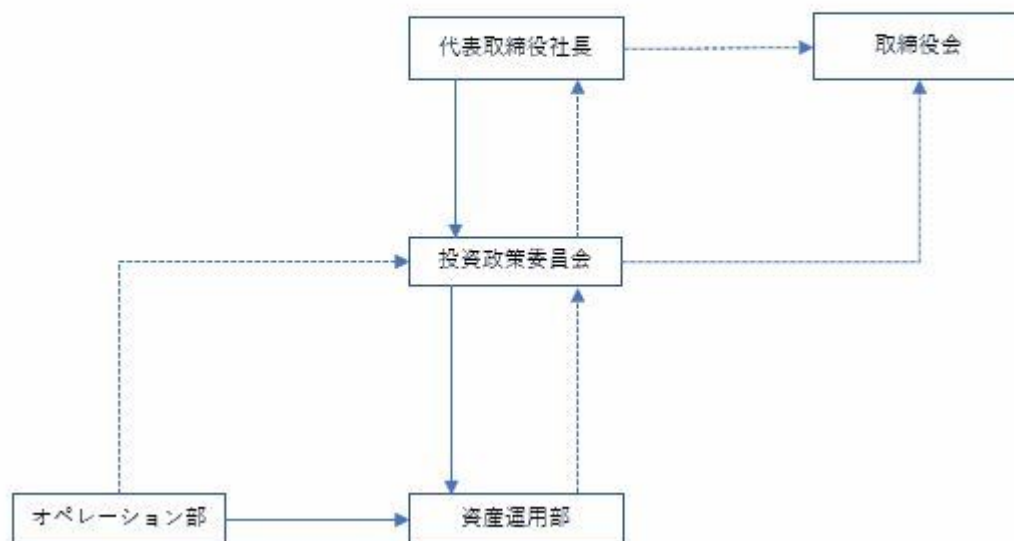 代表取締役社長
取締役会
投資政策委員会
オペレーション部
資産運用部